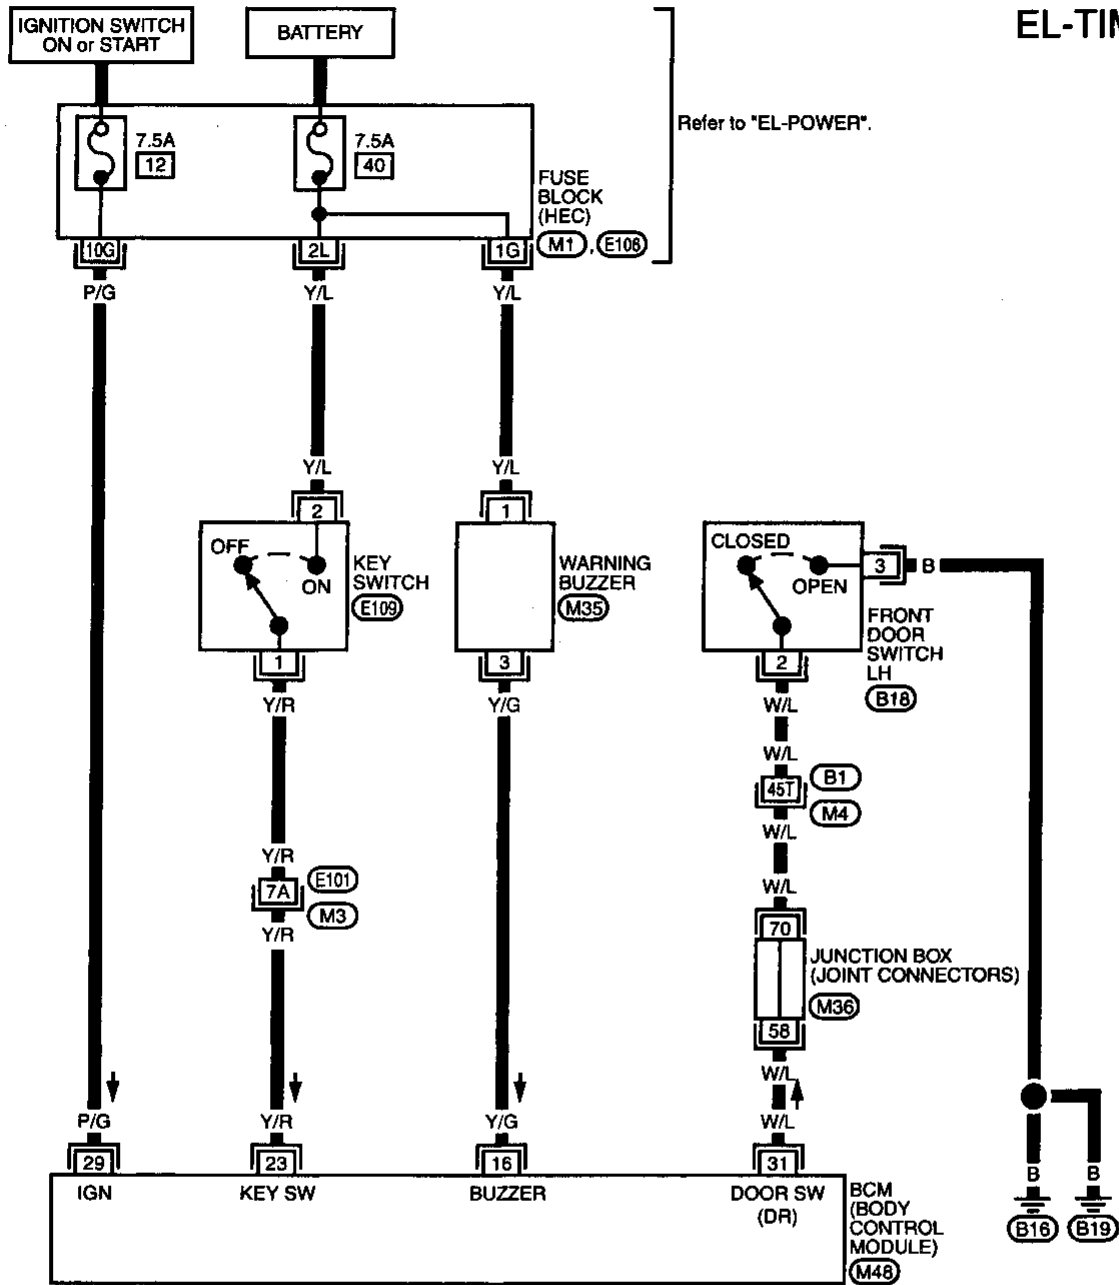 EL-TIM
IGNITION SWITCH
ON or START
BATTERY
Refer to "EL-POWER".
7.5A
12
7.5A
40
FUSE
BLOCK
(HEC)
M1 , E106
10G
2L
1G
P/G
Y/L
Y/L
Y/L
Y/L
2
1
OFF
ON
KEY
SWITCH
E109
WARNING
BUZZER
M35
CLOSED
OPEN
3
B
FRONT
DOOR
SWITCH
LH
B18
1
3
2
Y/R
Y/G
W/L
W/L
45T
B1
M4
W/L
Y/R
7A
E101
M3
Y/R
W/L
70
JUNCTION BOX
(JOINT CONNECTORS)
M36
58
W/L
P/G
Y/R
Y/G
W/L
29
23
16
31
IGN
KEY SW
BUZZER
DOOR SW
(DR)
BCM
(BODY
CONTROL
MODULE)
M48
B
B
B16
B19